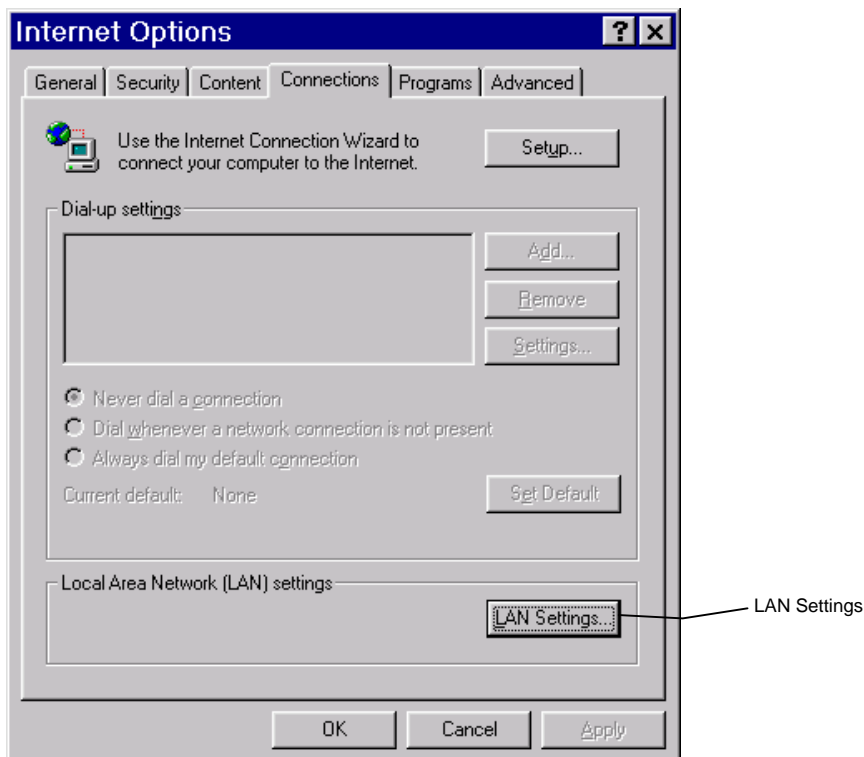 Internet Options
General Security Content Connections Programs Advanced
Use the Internet Connection Wizard to
connect your computer to the Internet.
Setup...
Dial-up settings
Add...
Remove
Settings...
Never dial a connection
Dial whenever a network connection is not present
Always dial my default connection
Current default: None
Set Default
Local Area Network (LAN) settings
LAN Settings...
LAN Settings
OK Cancel Apply